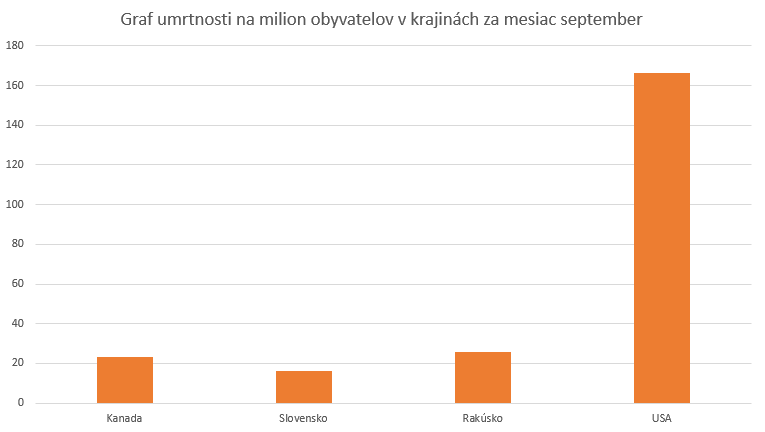 Graf umrtnosti na milion obyvatelov v krajinách za mesiac september
180
160
140
120
100
80
60
40
20
0
Kanada
Slovensko
Rakúsko
USA